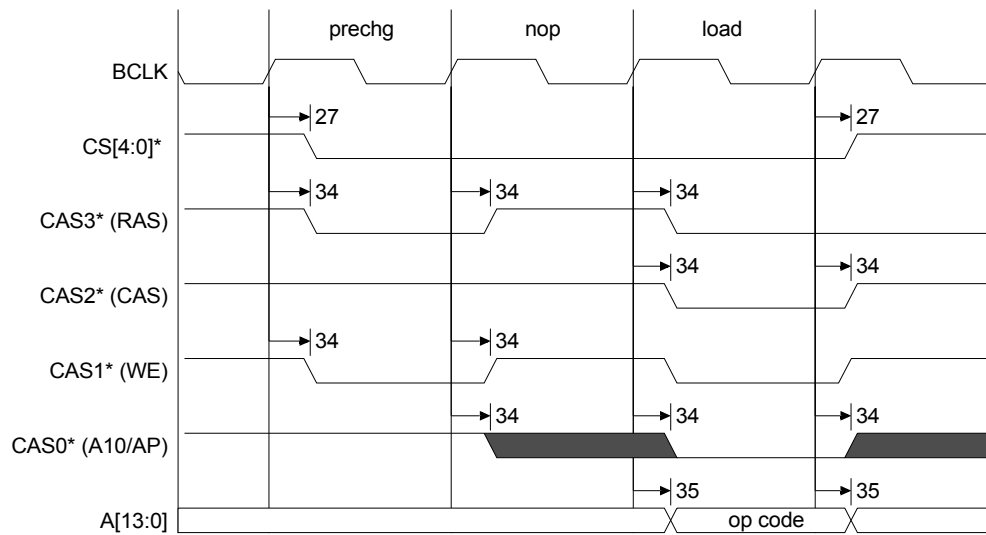 prechg nop load
BCLK
27 27
CS[4:0]*
34 34 34
CAS3* (RAS)
34 34
CAS2* (CAS)
34 34
CAS1* (WE)
34 34 34
CAS0* (A10/AP)
35 35
A[13:0] op code